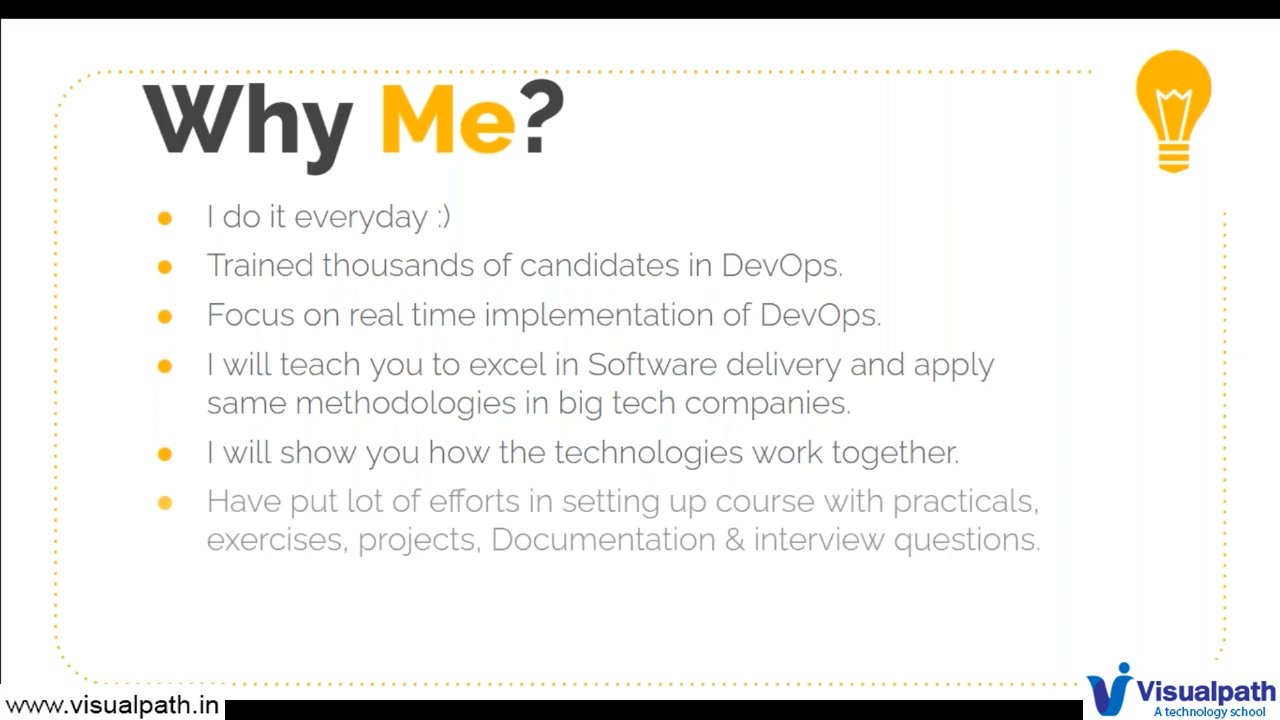 Why Me?
I do it everyday :)
Trained thousands of candidates in DevOps.
Focus on real time implementation of DevOps.
I will teach you to excel in Software delivery and apply
same methodologies in big tech companies.
I will show you how the technologies work together.
Have put lot of efforts in setting up course with practicals,
exercises, projects, Documentation & interview questions.
www.visualpath.in
Visualpath
A technology school